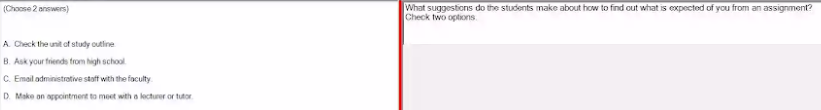 (Choose 2 answers)
A. Check the unit of study outline
B. Ask your friends from high school.
C. Email administrative staff with the faculty.
D. Make an appointment to meet with a lecturer or tutor.
What suggestions do the students make about how to find out what is expected of you from an assignment?
Check two options.